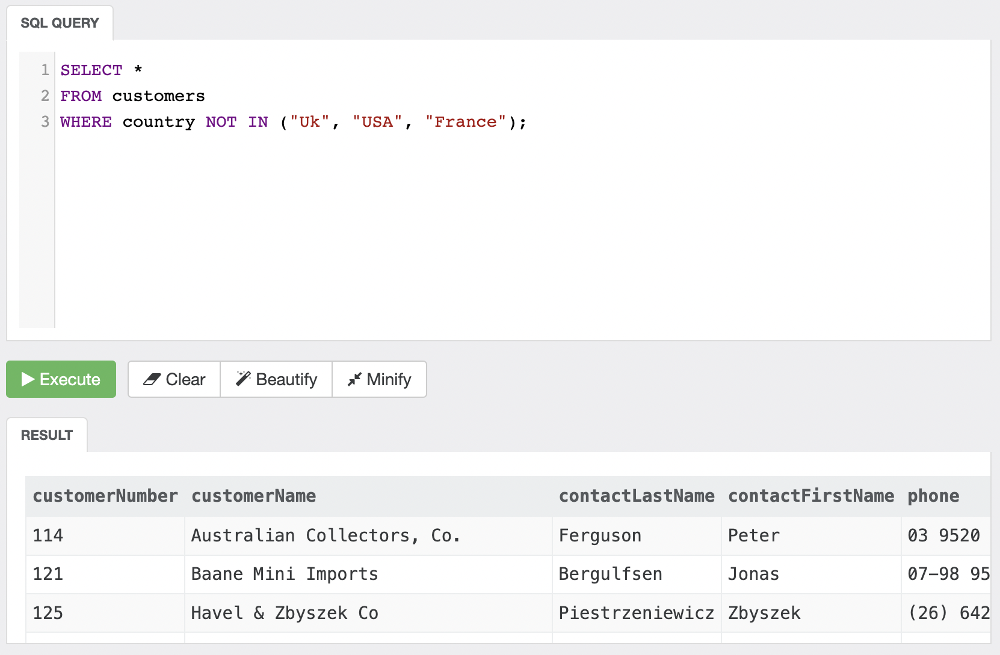 SQL QUERY
1 SELECT *
2 FROM customers
3 WHERE country NOT IN ("Uk", "USA", "France");
Execute Clear Beautify Minify
RESULT
customerNumber customerName contactLastName contactFirstName phone
114 Australian Collectors, Co. Ferguson Peter 03 9520
121 Baane Mini Imports Bergulfsen Jonas 07-98 95
125 Havel & Zbyszek Co Piestrzeniewicz Zbyszek (26) 642